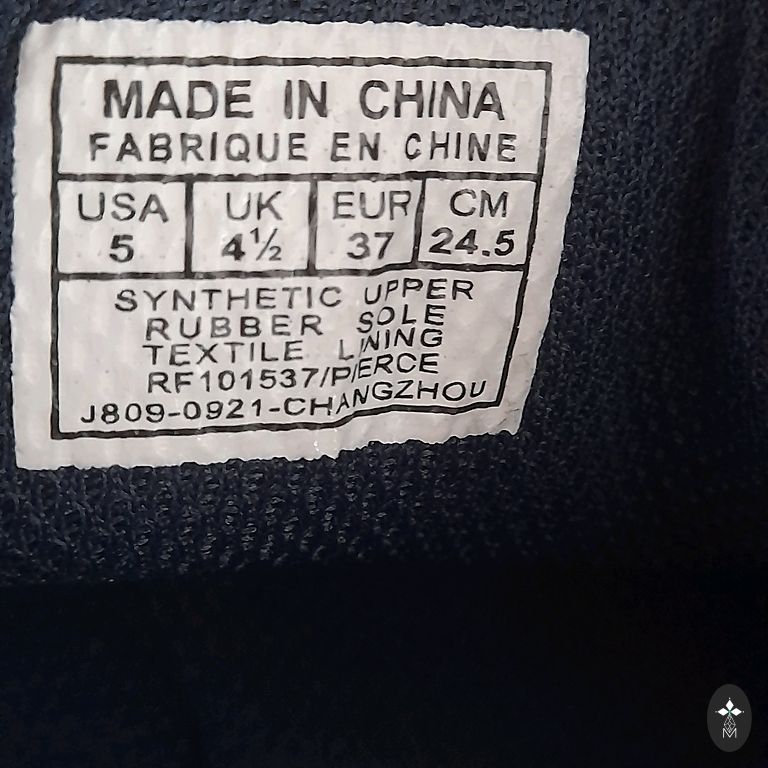 MADE IN CHINA
FABRIQUE EN CHINE
USA UK EUR CM
5 4½ 37 24.5
SYNTHETIC UPPER
RUBBER SOLE
TEXTILE LINING
RF101537/PIERCE
J809-0921-CHANGZHOU
M